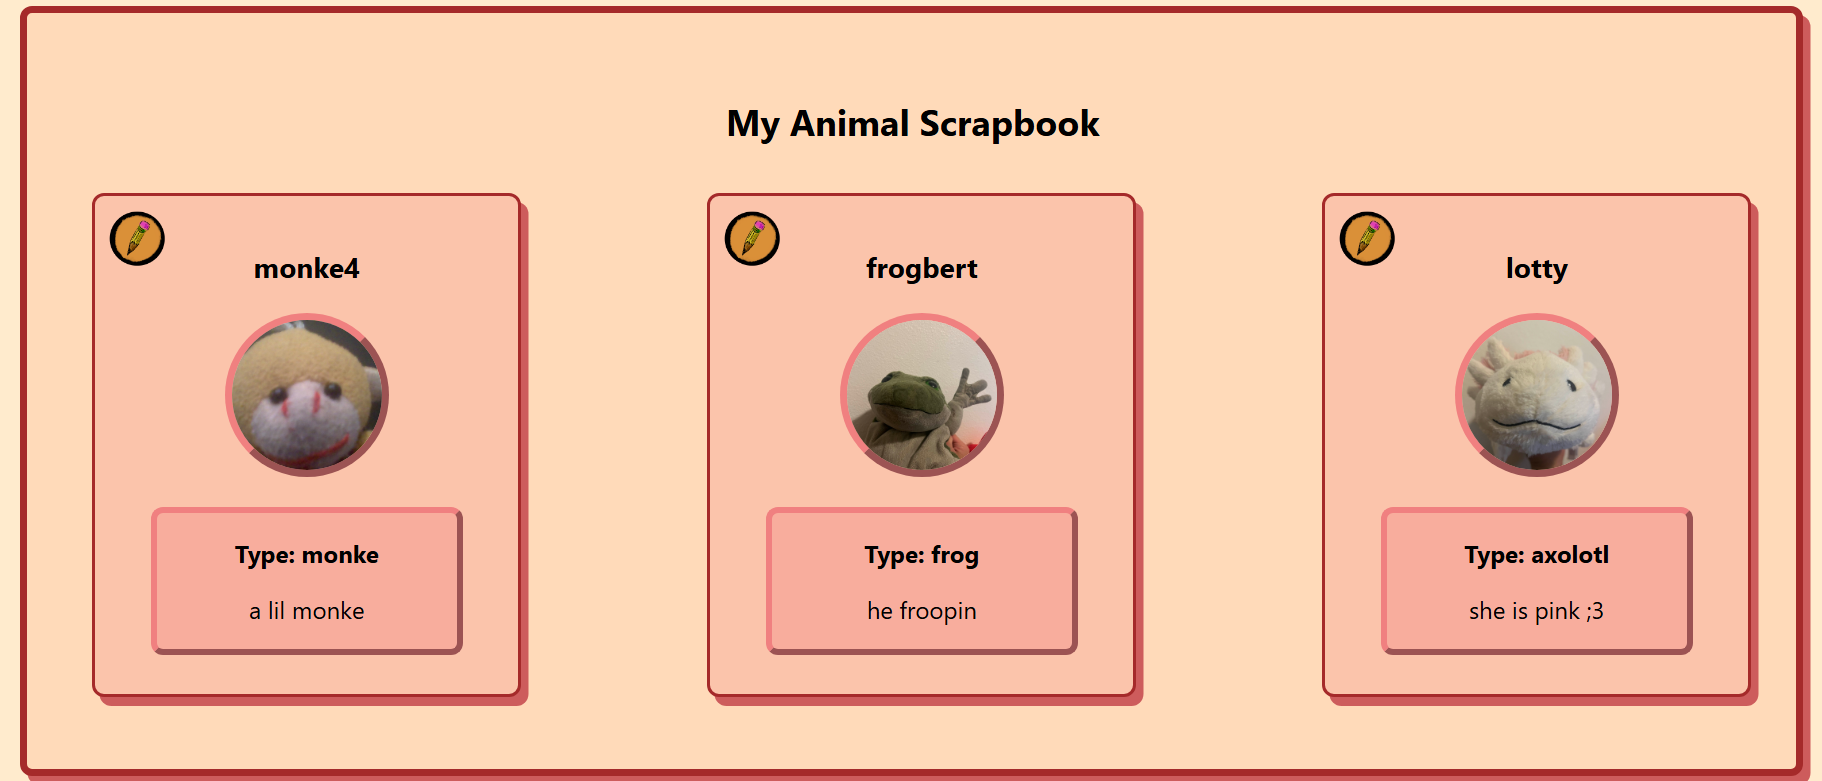 My Animal Scrapbook
monke4
Type: monke
a lil monke
frogbert
Type: frog
he froopin
lotty
Type: axolotl
she is pink ;3